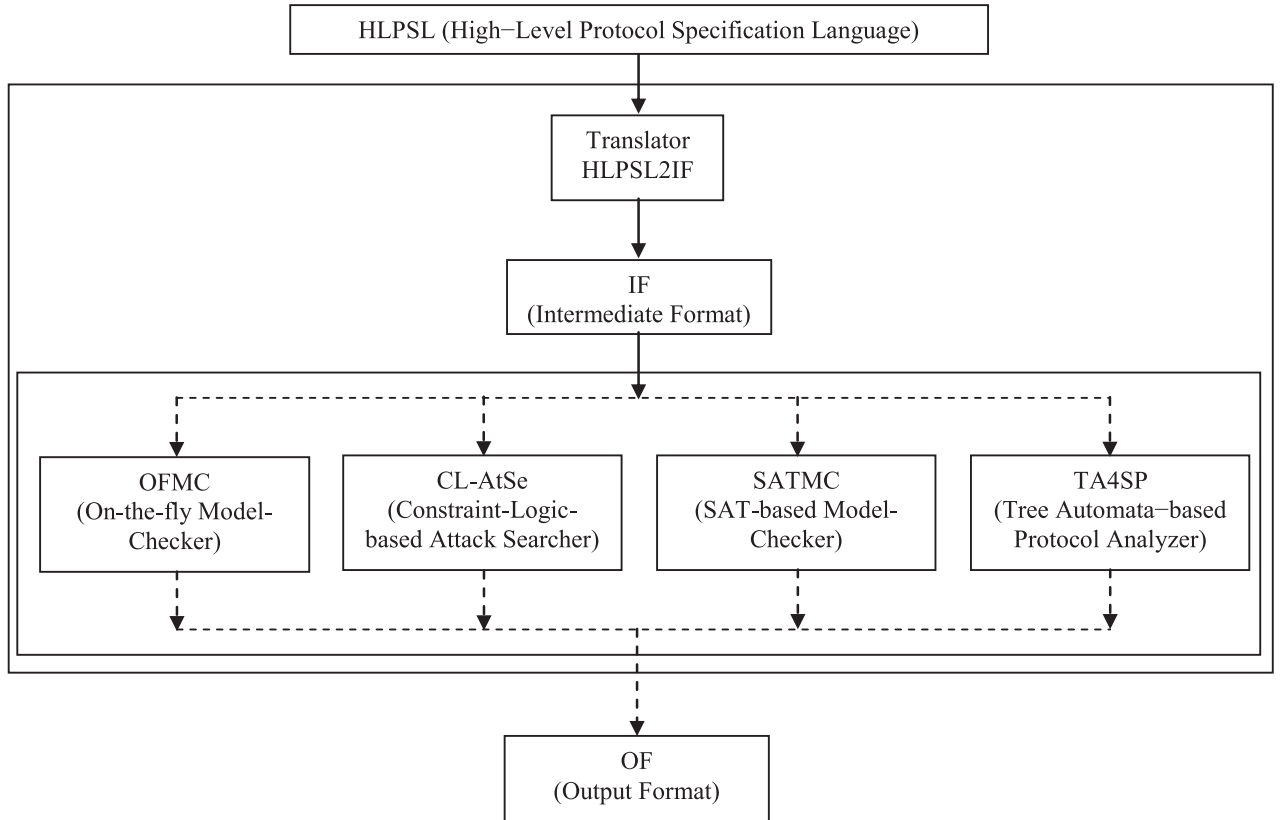 HLPSL (High−Level Protocol Specification Language)
Translator
HLPSL2IF
IF
(Intermediate Format)
OFMC
(On-the-fly Model-
Checker)
CL-AtSe
(Constraint-Logic-
based Attack Searcher)
SATMC
(SAT-based Model-
Checker)
TA4SP
(Tree Automata−based
Protocol Analyzer)
OF
(Output Format)